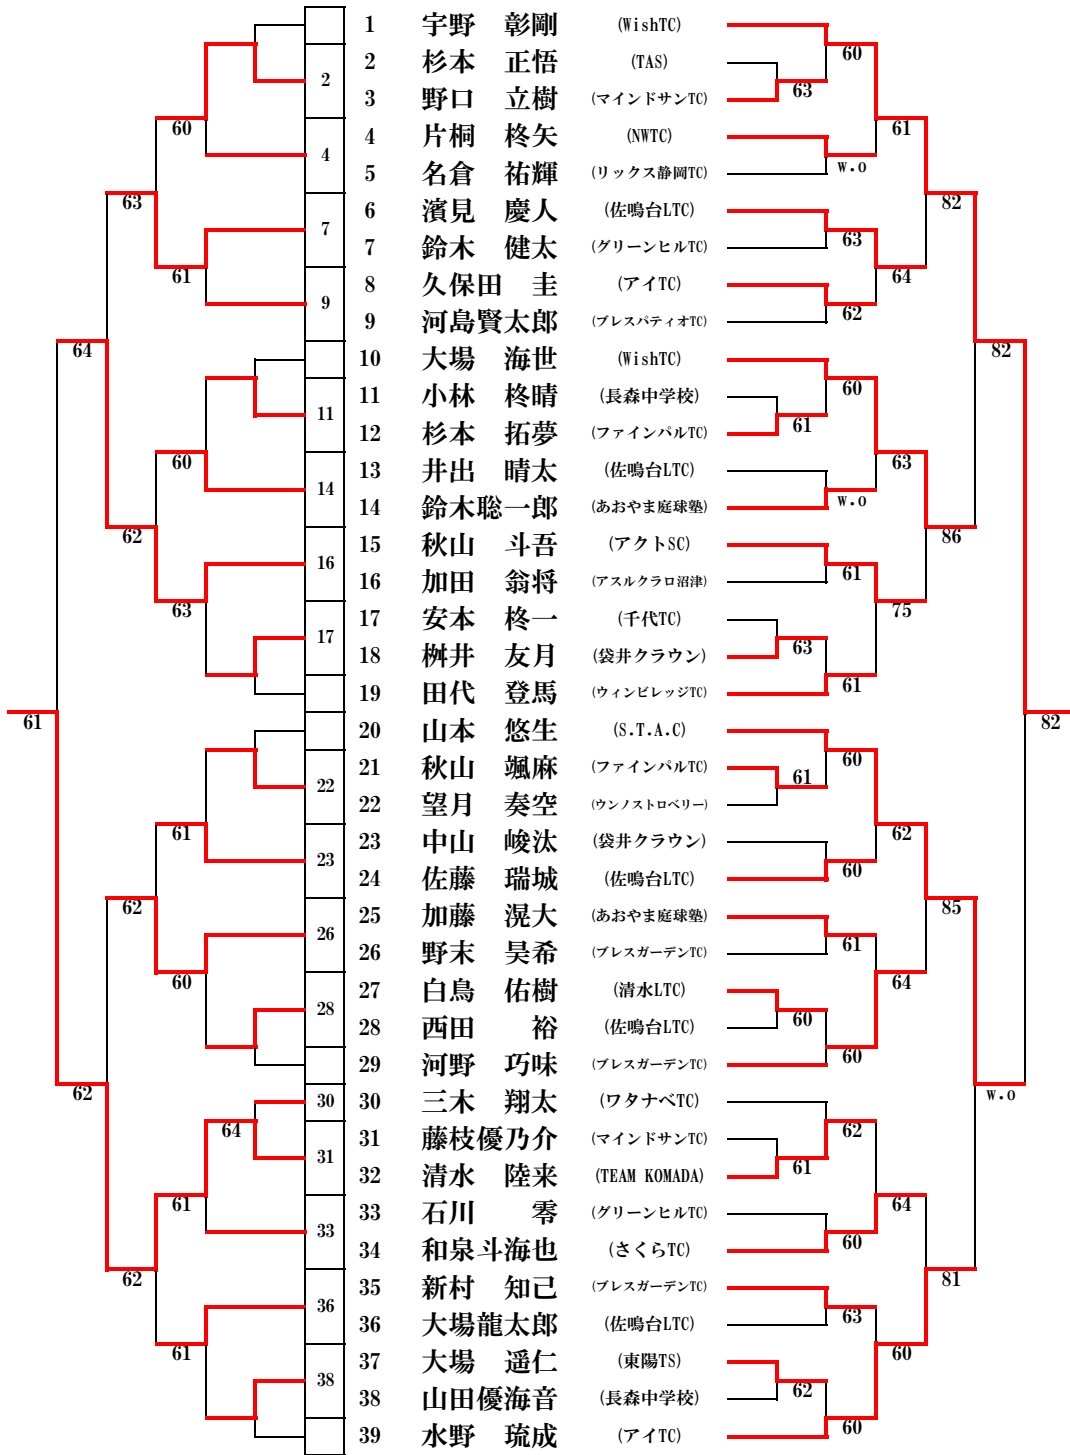 1 宇野 彰剛 (WishTC)
2 杉本 正悟 (TAS) 60
2 3 野口 立樹 (マインドサンTC) 63
60 4 片桐 柊矢 (NWTC) 61
4 5 名倉 祐輝 (リックス静岡TC) w.o
63 6 濱見 慶人 (佐鳴台LTC) 82
7 7 鈴木 健太 (グリーンヒルTC) 63
61 8 久保田 圭 (アイTC) 64
9 9 河島賢太郎 (ブレスパティオTC) 62
64 10 大場 海世 (WishTC) 82
11 小林 柊晴 (長森中学校) 60
11 12 杉本 拓夢 (ファインパルTC) 61
60 13 井出 晴太 (佐鳴台LTC) 63
14 14 鈴木聡一郎 (あおやま庭球塾) w.o
62 15 秋山 斗吾 (アクトSC) 86
16 16 加田 翁将 (アスルクラロ沼津) 61
63 17 安本 柊一 (千代TC) 75
17 18 桝井 友月 (袋井クラウン) 63
19 田代 登馬 (ウィンビレッジTC) 61
61 20 山本 悠生 (S.T.A.C) 82
21 秋山 颯麻 (ファインパルTC) 61 60
22 22 望月 奏空 (ウンノストロベリー)
61 23 中山 峻汰 (袋井クラウン) 62
23 24 佐藤 瑞城 (佐鳴台LTC) 60
62 25 加藤 滉大 (あおやま庭球塾) 85
26 26 野末 昊希 (ブレスガーデンTC) 61
60 27 白鳥 佑樹 (清水LTC) 64
28 28 西田 裕 (佐鳴台LTC) 60
29 河野 巧味 (ブレスガーデンTC) 60
62 30 30 三木 翔太 (ワタナベTC) w.o
64 31 藤枝優乃介 (マインドサンTC) 62
31 32 清水 陸来 (TEAM KOMADA) 61
61 33 石川 零 (グリーンヒルTC) 64
33 34 和泉斗海也 (さくらTC) 60
62 35 新村 知己 (ブレスガーデンTC) 81
36 36 大場龍太郎 (佐鳴台LTC) 63
61 37 大場 遥仁 (東陽TS) 60
38 38 山田優海音 (長森中学校) 62
39 水野 琉成 (アイTC) 60